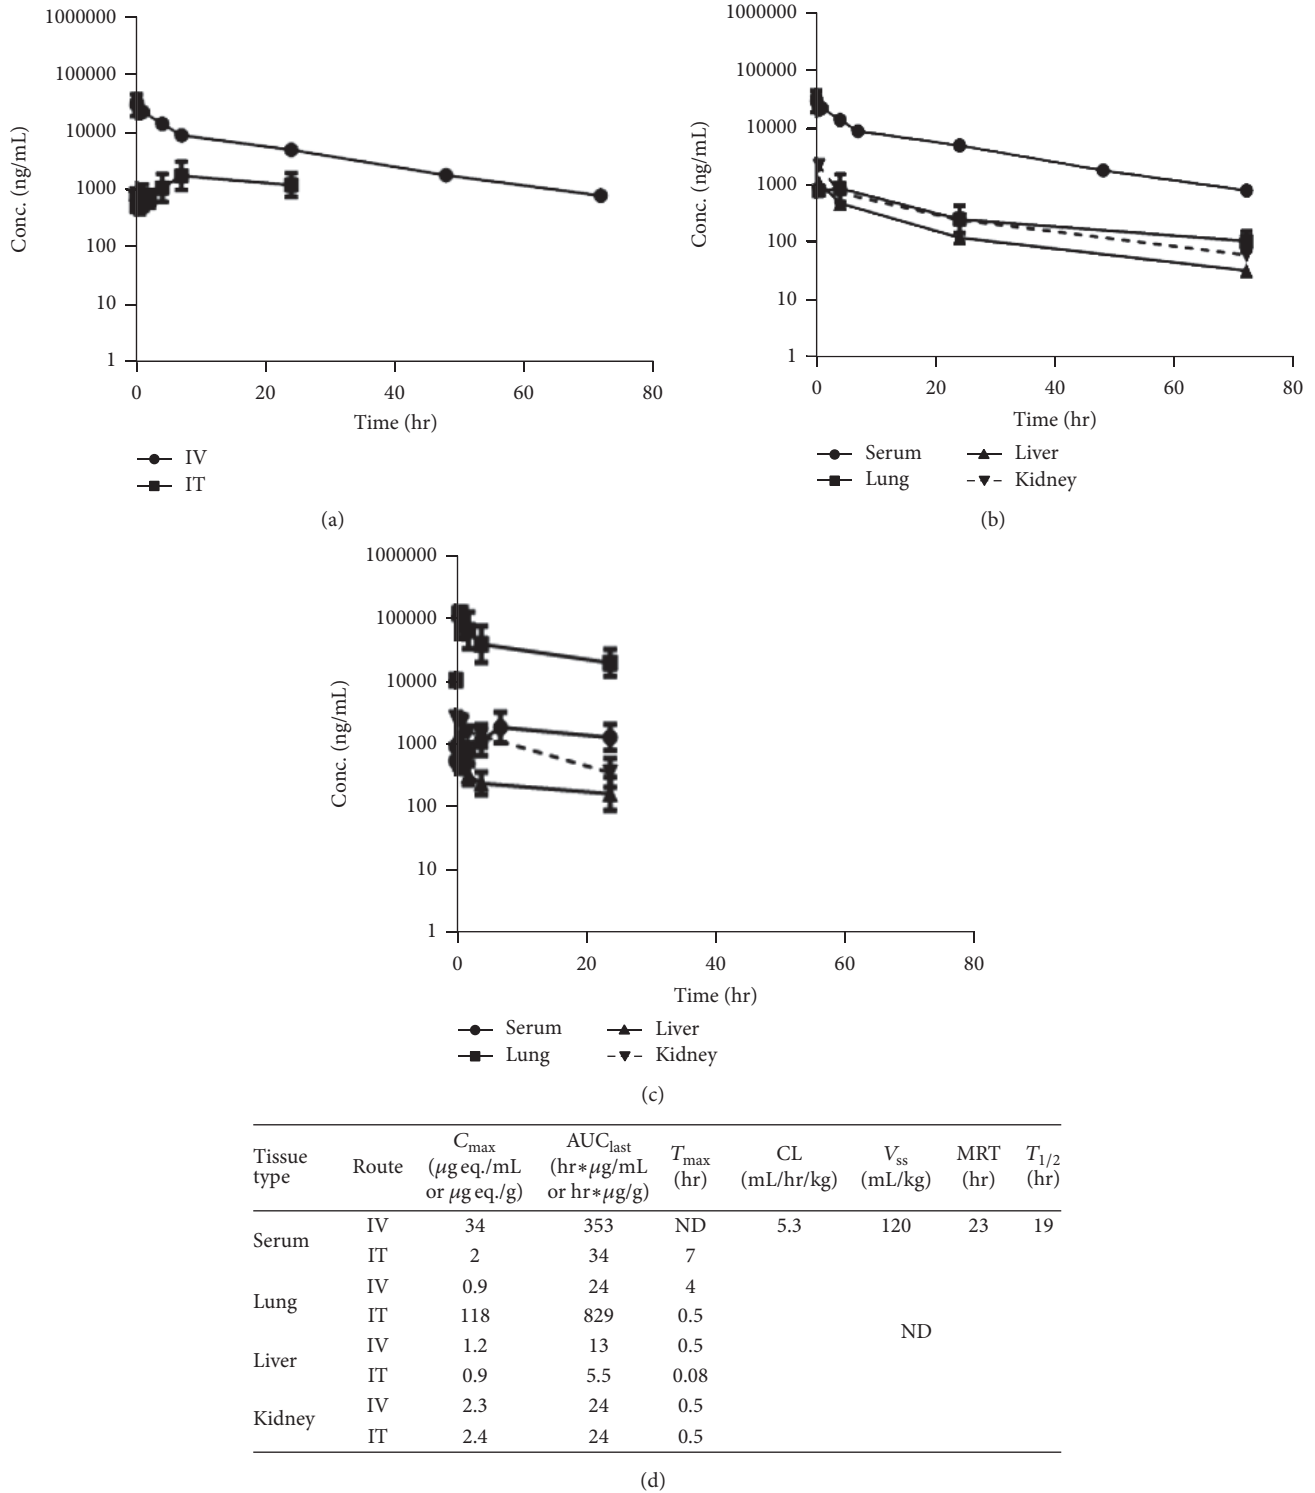 1000000
100000
10000
1000
100
10
1
Conc. (ng/mL)
0 20 40 60 80
Time (hr)
IV
IT
(a)
1000000
100000
10000
1000
100
10
1
Conc. (ng/mL)
0 20 40 60 80
Time (hr)
Serum Liver
Lung Kidney
(b)
1000000
100000
10000
1000
100
10
1
Conc. (ng/mL)
0 20 40 60 80
Time (hr)
Serum Liver
Lung Kidney
(c)
Tissue type Route Cmax (μg eq./mL or μg eq./g) AUClast (hr∗μg/mL or hr∗μg/g) Tmax (hr) CL (mL/hr/kg) Vss (mL/kg) MRT (hr) T1/2 (hr)
Serum IV 34 353 ND 5.3 120 23 19
IT 2 34 7
Lung IV 0.9 24 4
IT 118 829 0.5
ND
Liver IV 1.2 13 0.5
IT 0.9 5.5 0.08
Kidney IV 2.3 24 0.5
IT 2.4 24 0.5
(d)